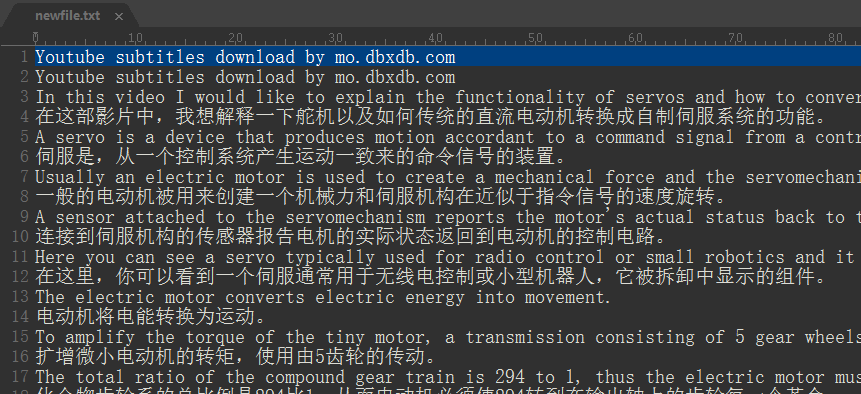 newfile.txt ×
0 10 20 30 40 50 60 70 80
1 Youtube subtitles download by mo.dbxdb.com
2 Youtube subtitles download by mo.dbxdb.com
3 In this video I would like to explain the functionality of servos and how to conver
4 在这部影片中，我想解释一下舵机以及如何传统的直流电动机转换成自制伺服系统的功能。
5 A servo is a device that produces motion accordant to a command signal from a contr
6 伺服是，从一个控制系统产生运动一致来的命令信号的装置。
7 Usually an electric motor is used to create a mechanical force and the servomechani
8 一般的电动机被用来创建一个机械力和伺服机构在近似于指令信号的速度旋转。
9 A sensor attached to the servomechanism reports the motor's actual status back to t
10 连接到伺服机构的传感器报告电机的实际状态返回到电动机的控制电路。
11 Here you can see a servo typically used for radio control or small robotics and it
12 在这里，你可以看到一个伺服通常用于无线电控制或小型机器人，它被拆卸中显示的组件。
13 The electric motor converts electric energy into movement.
14 电动机将电能转换为运动。
15 To amplify the torque of the tiny motor, a transmission consisting of 5 gear wheels
16 扩增微小电动机的转矩，使用由5齿轮的传动。
17 The total ratio of the compound gear train is 294 to 1, thus the electric motor mus